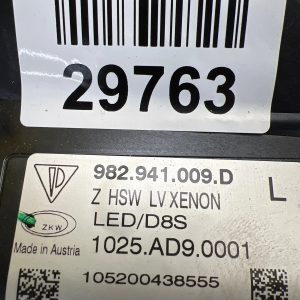 29763
982.941.009.D
L
Z HSW LV XENON
LED/D8S
ZKW
Made in Austria
1025.AD9.0001
105200438555